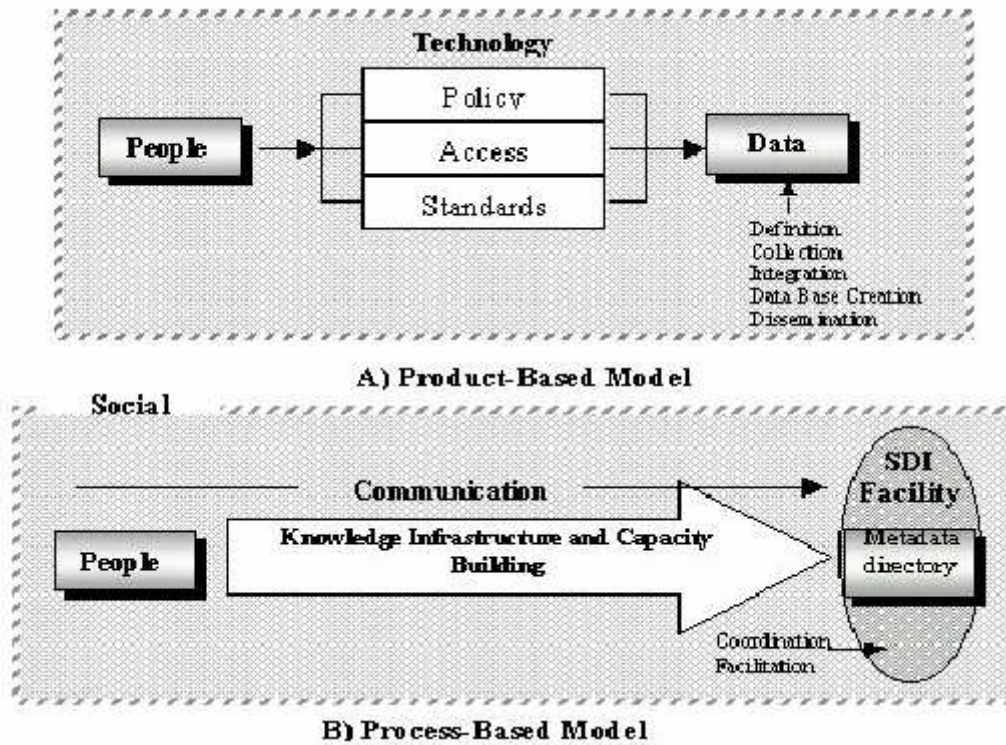 Technology
Policy
People
Access
Data
Standards
Definition
Collection
Integration
Data Base Creation
Dissemination
A) Product-Based Model
Social
SDI
Facility
Communication
Knowledge Infrastructure and Capacity
Building
People
Metadata
directory
Coordination
Facilitation
B) Process-Based Model